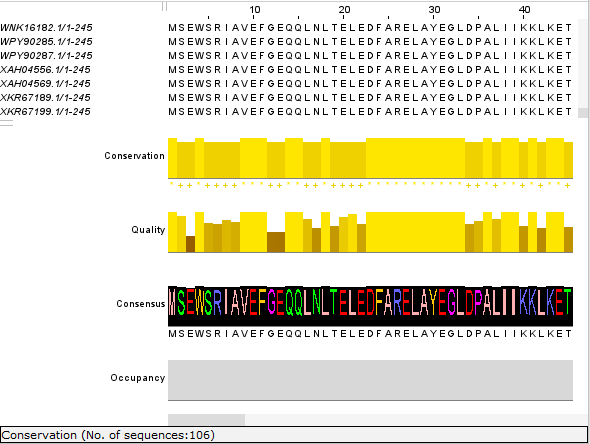 10 20 30 40
WNK16182.1/1-245 MSEWSRIAVEFGEQQLNLTELEDFARELAYEGLDPALIIKKLKET
WPY90285.1/1-245 MSEWSRIAVEFGEQQLNLTELEDFARELAYEGLDPALIIKKLKET
WPY90287.1/1-245 MSEWSRIAVEFGEQQLNLTELEDFARELAYEGLDPALIIKKLKET
XAH04556.1/1-245 MSEWSRIAVEFGEQQLNLTELEDFARELAYEGLDPALIIKKLKET
XAH04569.1/1-245 MSEWSRIAVEFGEQQLNLTELEDFARELAYEGLDPALIIKKLKET
XKR67189.1/1-245 MSEWSRIAVEFGEQQLNLTELEDFARELAYEGLDPALIIKKLKET
XKR67199.1/1-245 MSEWSRIAVEFGEQQLNLTELEDFARELAYEGLDPALIIKKLKET
Conservation
Quality
Consensus MSEWSRIAVEFGEQQLNLTELEDFARELAYEGLDPALIIKKLKET
MSEWSRIAVEFGEQQLNLTELEDFARELAYEGLDPALIIKKLKET
Occupancy
Conservation (No. of sequences:106)